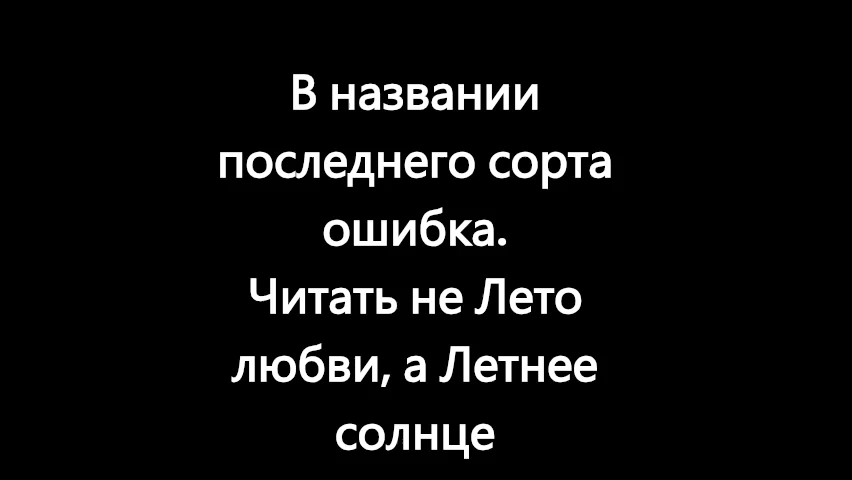 В названии
последнего сорта
ошибка.
Читать не Лето
любви, а Летнее
солнце